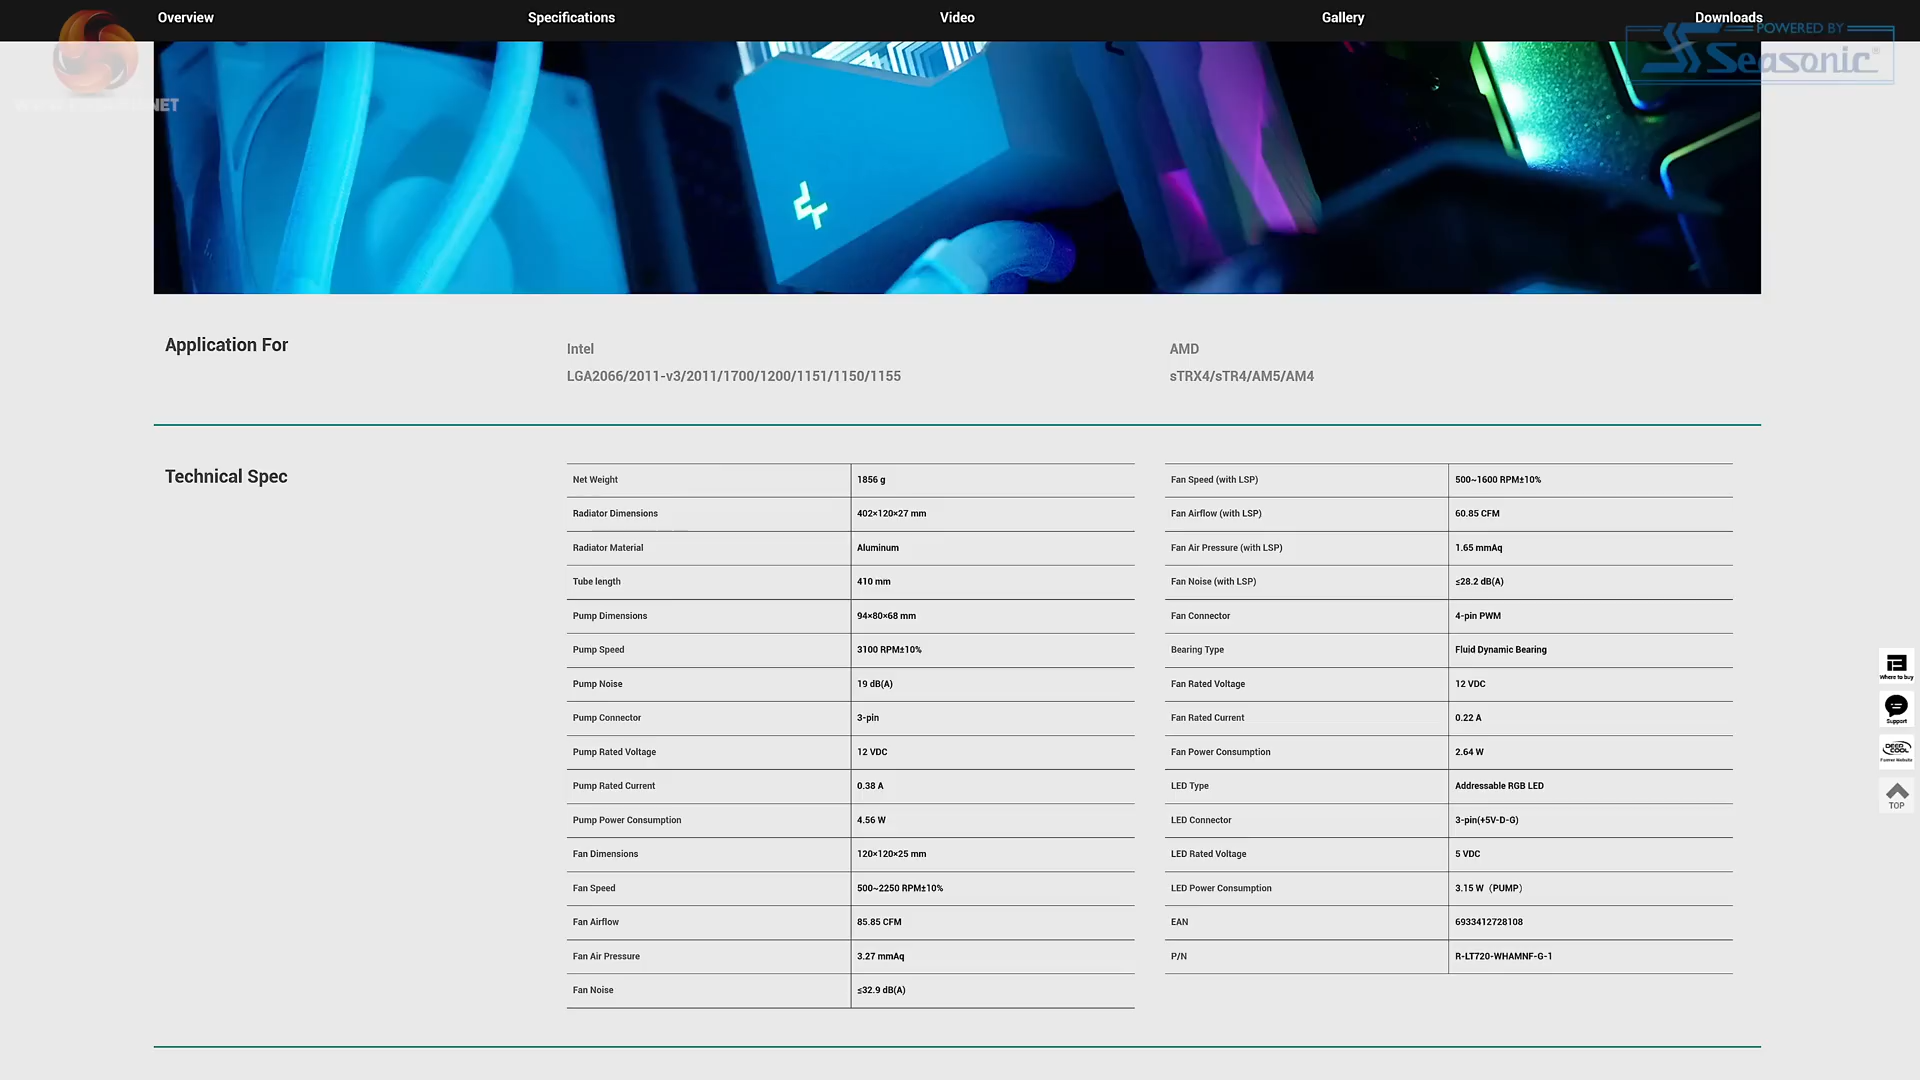 Overview
Specifications
Video
Gallery
Downloads
POWERED BY
Seasonic®
Application For
Intel
LGA2066/2011-v3/2011/1700/1200/1151/1150/1155
AMD
sTRX4/sTR4/AM5/AM4
Technical Spec
Net Weight 1856 g
Radiator Dimensions 402×120×27 mm
Radiator Material Aluminum
Tube length 410 mm
Pump Dimensions 94×80×68 mm
Pump Speed 3100 RPM±10%
Pump Noise 19 dB(A)
Pump Connector 3-pin
Pump Rated Voltage 12 VDC
Pump Rated Current 0.38 A
Pump Power Consumption 4.56 W
Fan Dimensions 120×120×25 mm
Fan Speed 500~2250 RPM±10%
Fan Airflow 85.85 CFM
Fan Air Pressure 3.27 mmAq
Fan Noise ≤32.9 dB(A)
Fan Speed (with LSP) 500~1600 RPM±10%
Fan Airflow (with LSP) 60.85 CFM
Fan Air Pressure (with LSP) 1.65 mmAq
Fan Noise (with LSP) ≤28.2 dB(A)
Fan Connector 4-pin PWM
Bearing Type Fluid Dynamic Bearing
Fan Rated Voltage 12 VDC
Fan Rated Current 0.22 A
Fan Power Consumption 2.64 W
LED Type Addressable RGB LED
LED Connector 3-pin(+5V-D-G)
LED Rated Voltage 5 VDC
LED Power Consumption 3.15 W（PUMP）
EAN 6933412728108
P/N R-LT720-WHAMNF-G-1
Where to buy
Support
DEEP
COOL
Former Website
TOP